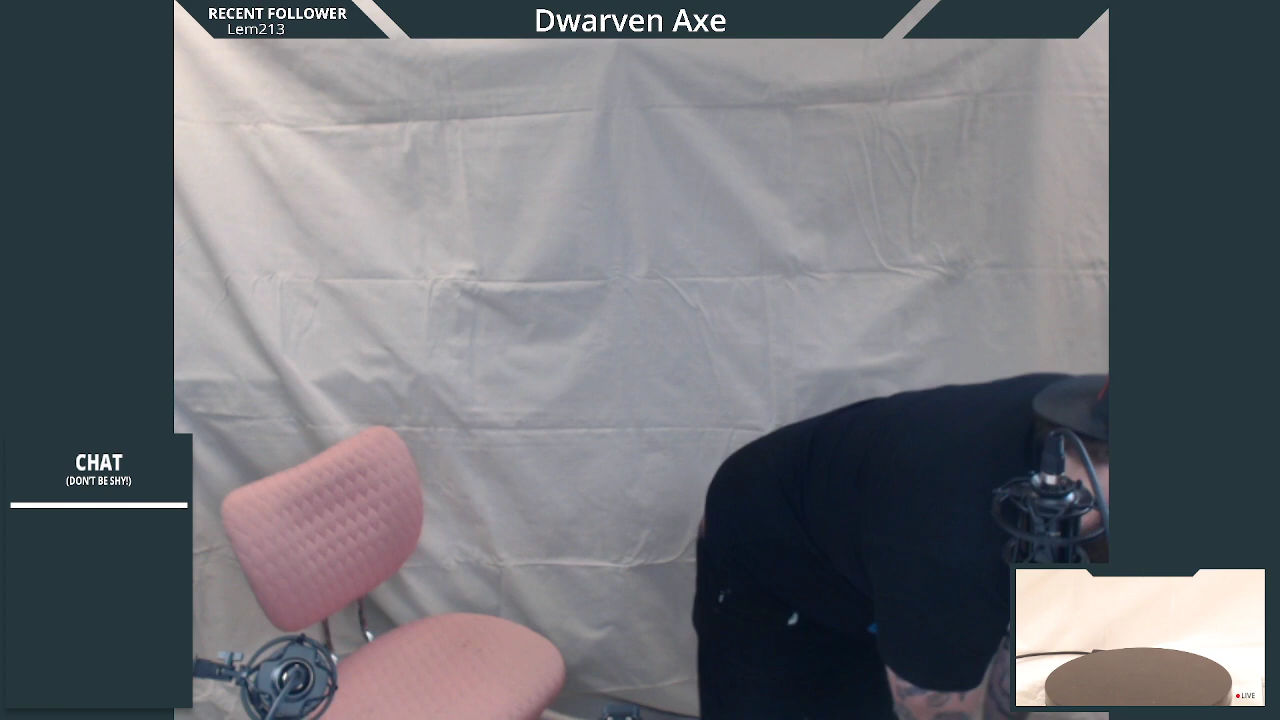 RECENT FOLLOWER
Lem213
Dwarven Axe
CHAT
(DON'T BE SHY!)
LIVE